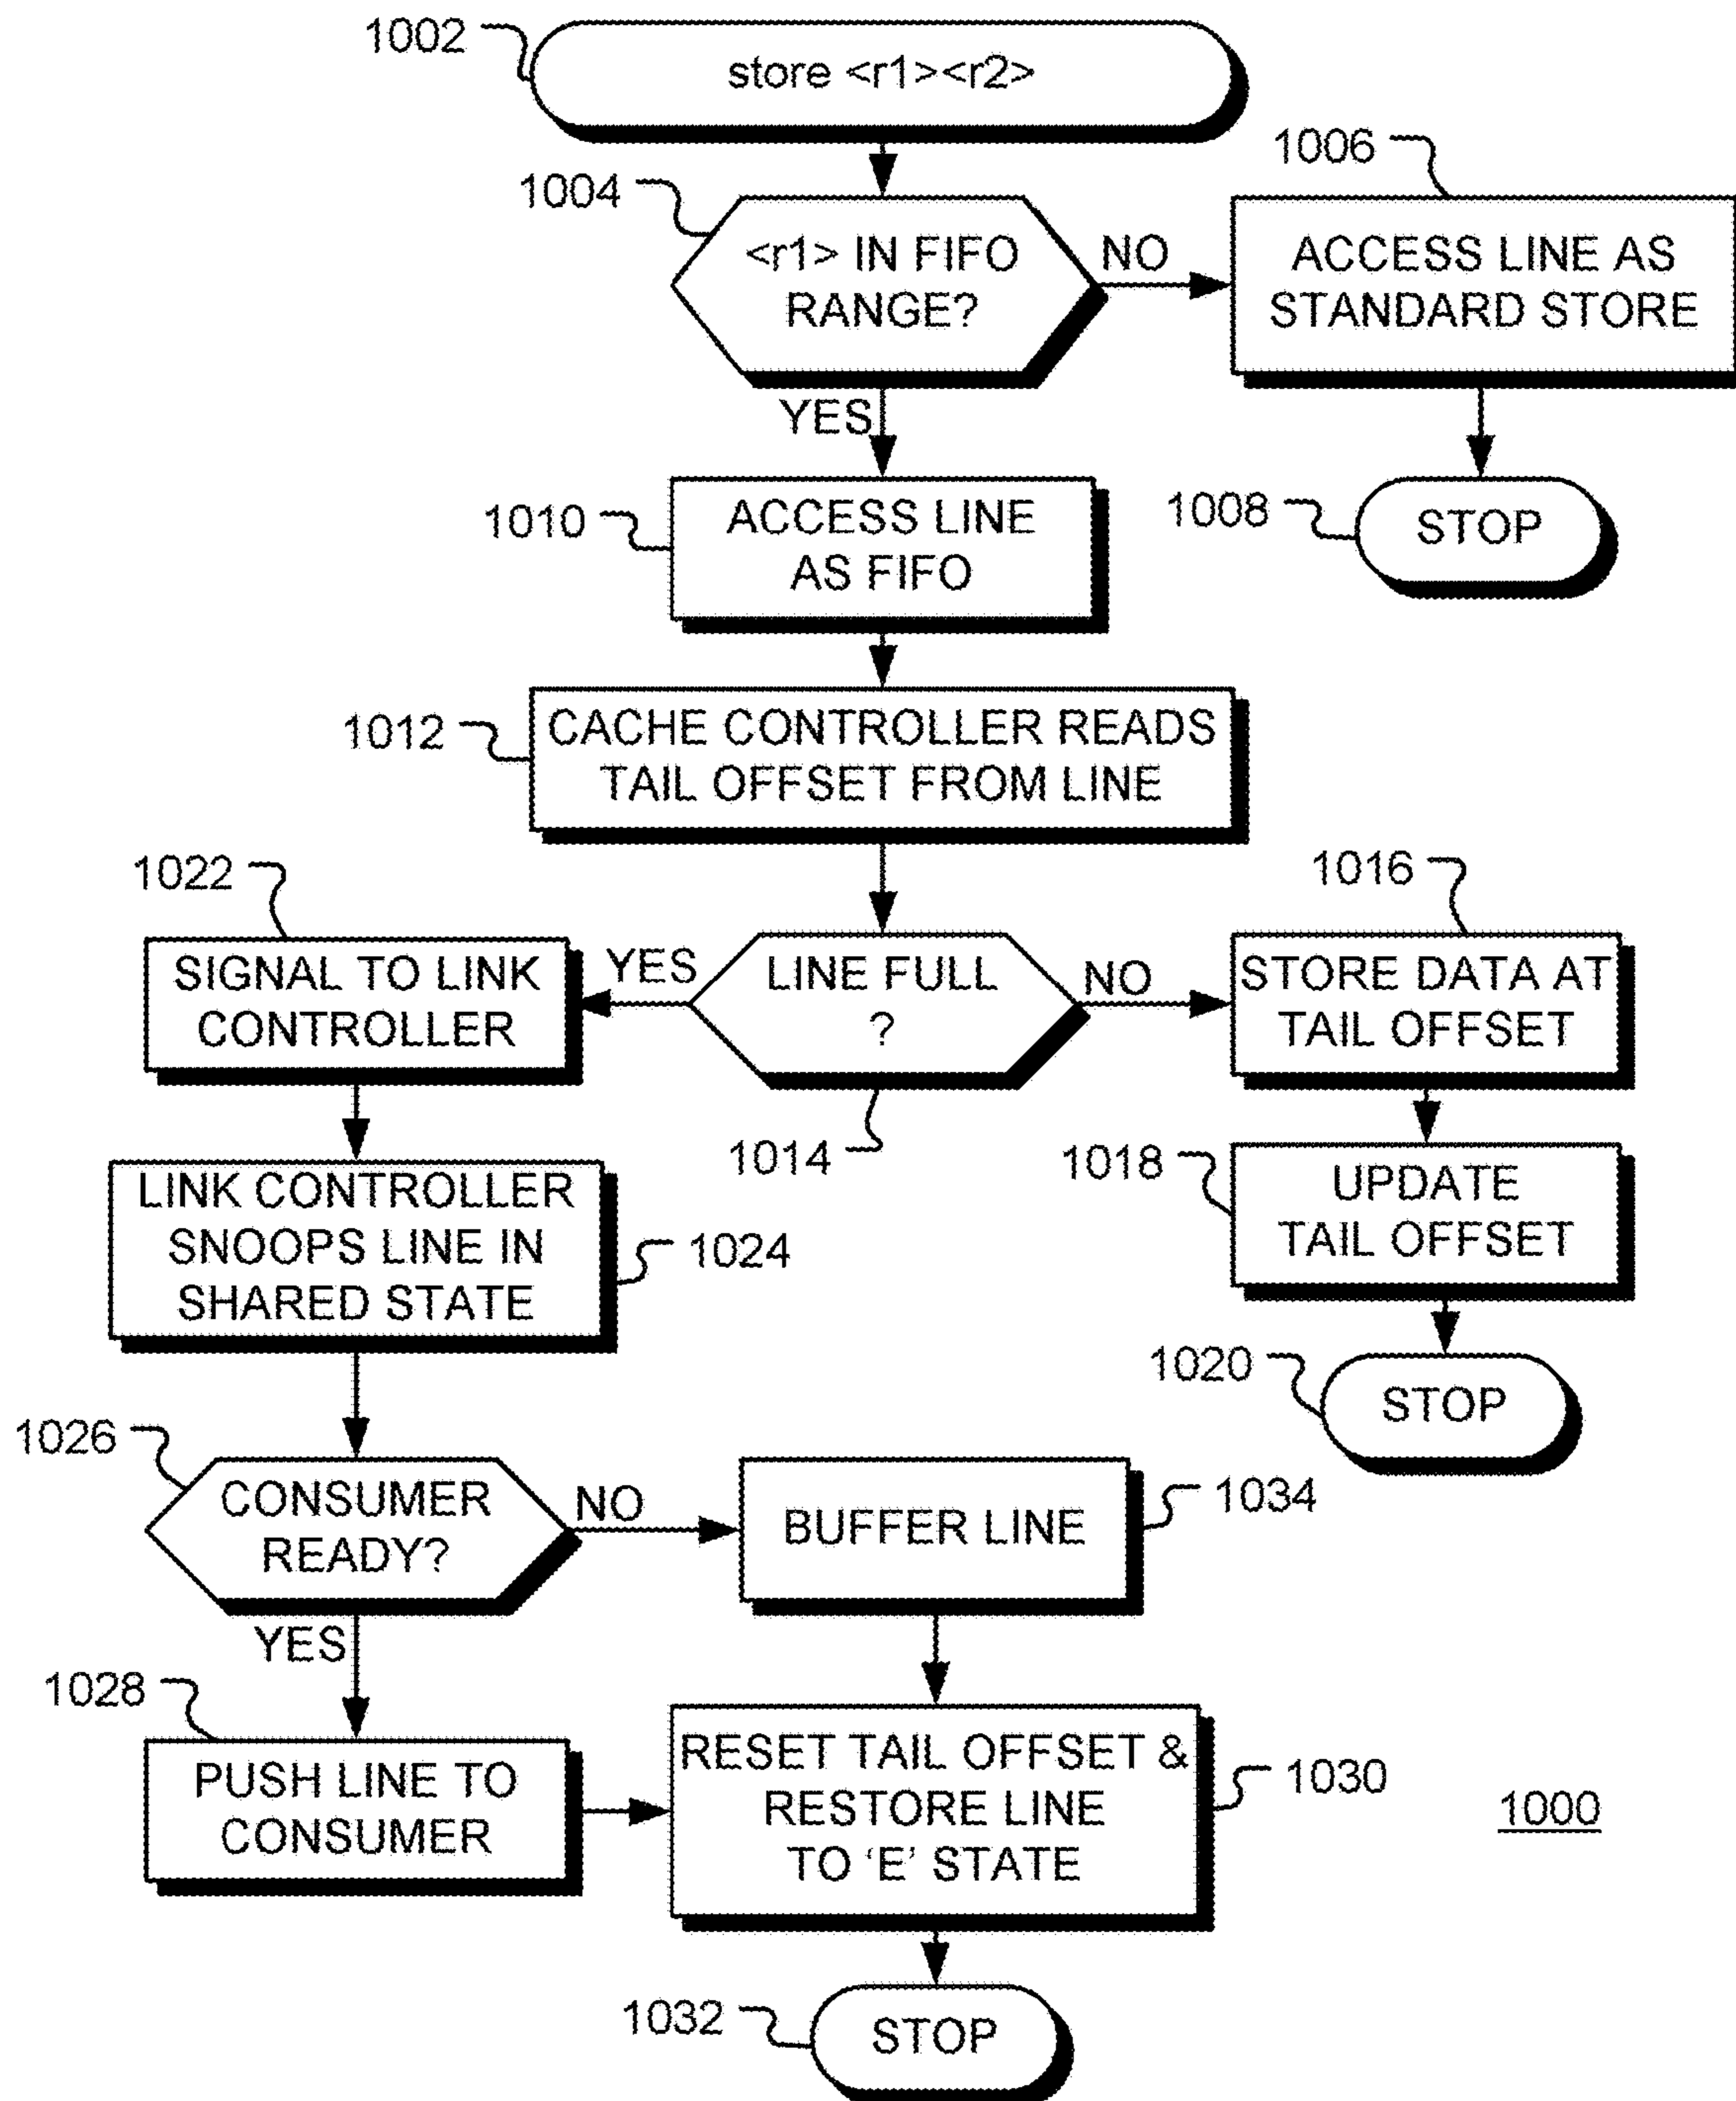 1002
store <r1><r2>
1004
<r1> IN FIFO
RANGE?
NO
1006
ACCESS LINE AS
STANDARD STORE
1008
STOP
YES
1010
ACCESS LINE
AS FIFO
1012
CACHE CONTROLLER READS
TAIL OFFSET FROM LINE
1022
SIGNAL TO LINK
CONTROLLER
YES
LINE FULL
?
1014
NO
1016
STORE DATA AT
TAIL OFFSET
1018
UPDATE
TAIL OFFSET
1020
STOP
LINK CONTROLLER
SNOOPS LINE IN
SHARED STATE
1024
1026
CONSUMER
READY?
NO
BUFFER LINE
1034
YES
1028
PUSH LINE TO
CONSUMER
RESET TAIL OFFSET &
RESTORE LINE
TO ‘E’ STATE
1030
1000
1032
STOP